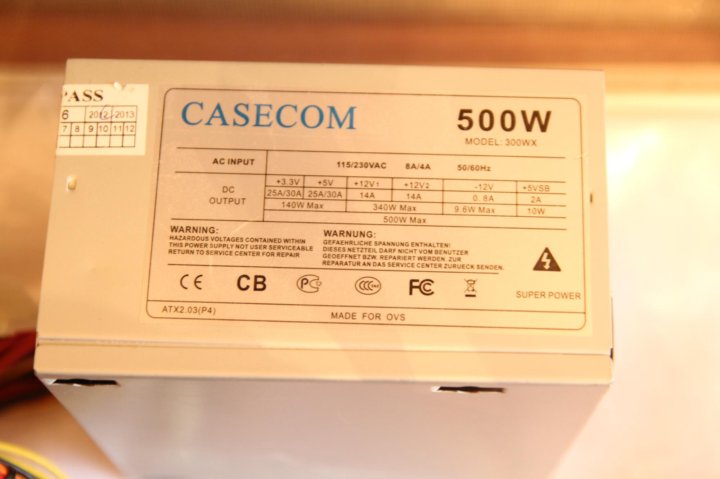 PASS
6 2012 2013
7 8 9 10 11 12
CASECOM
500W
MODEL: 300WX
AC INPUT 115/230VAC 8A/4A 50/60Hz
DC OUTPUT +3.3V +5V +12V1 +12V2 -12V +5VSB
25A/30A 25A/30A 14A 14A 0.8A 2A
140W Max 340W Max 9.6W Max 10W
500W Max
WARNING:
HAZARDOUS VOLTAGES CONTAINED WITHIN
THIS POWER SUPPLY NOT USER SERVICEABLE
RETURN TO SERVICE CENTER FOR REPAIR
WARNUNG:
GEFAEHRLICHE SPANNUNG ENTHALTEN!
DIESES NETZTEIL DARF NICHT VOM BENUTZER
GEOEFFNET BZW. REPARIERT WERDEN. ZUR
REPARATUR AN DAS SERVICE CENTER ZURUECK SENDEN.
CE CB PC CCC FC
SUPER POWER
ATX2.03(P4)
MADE FOR OVS